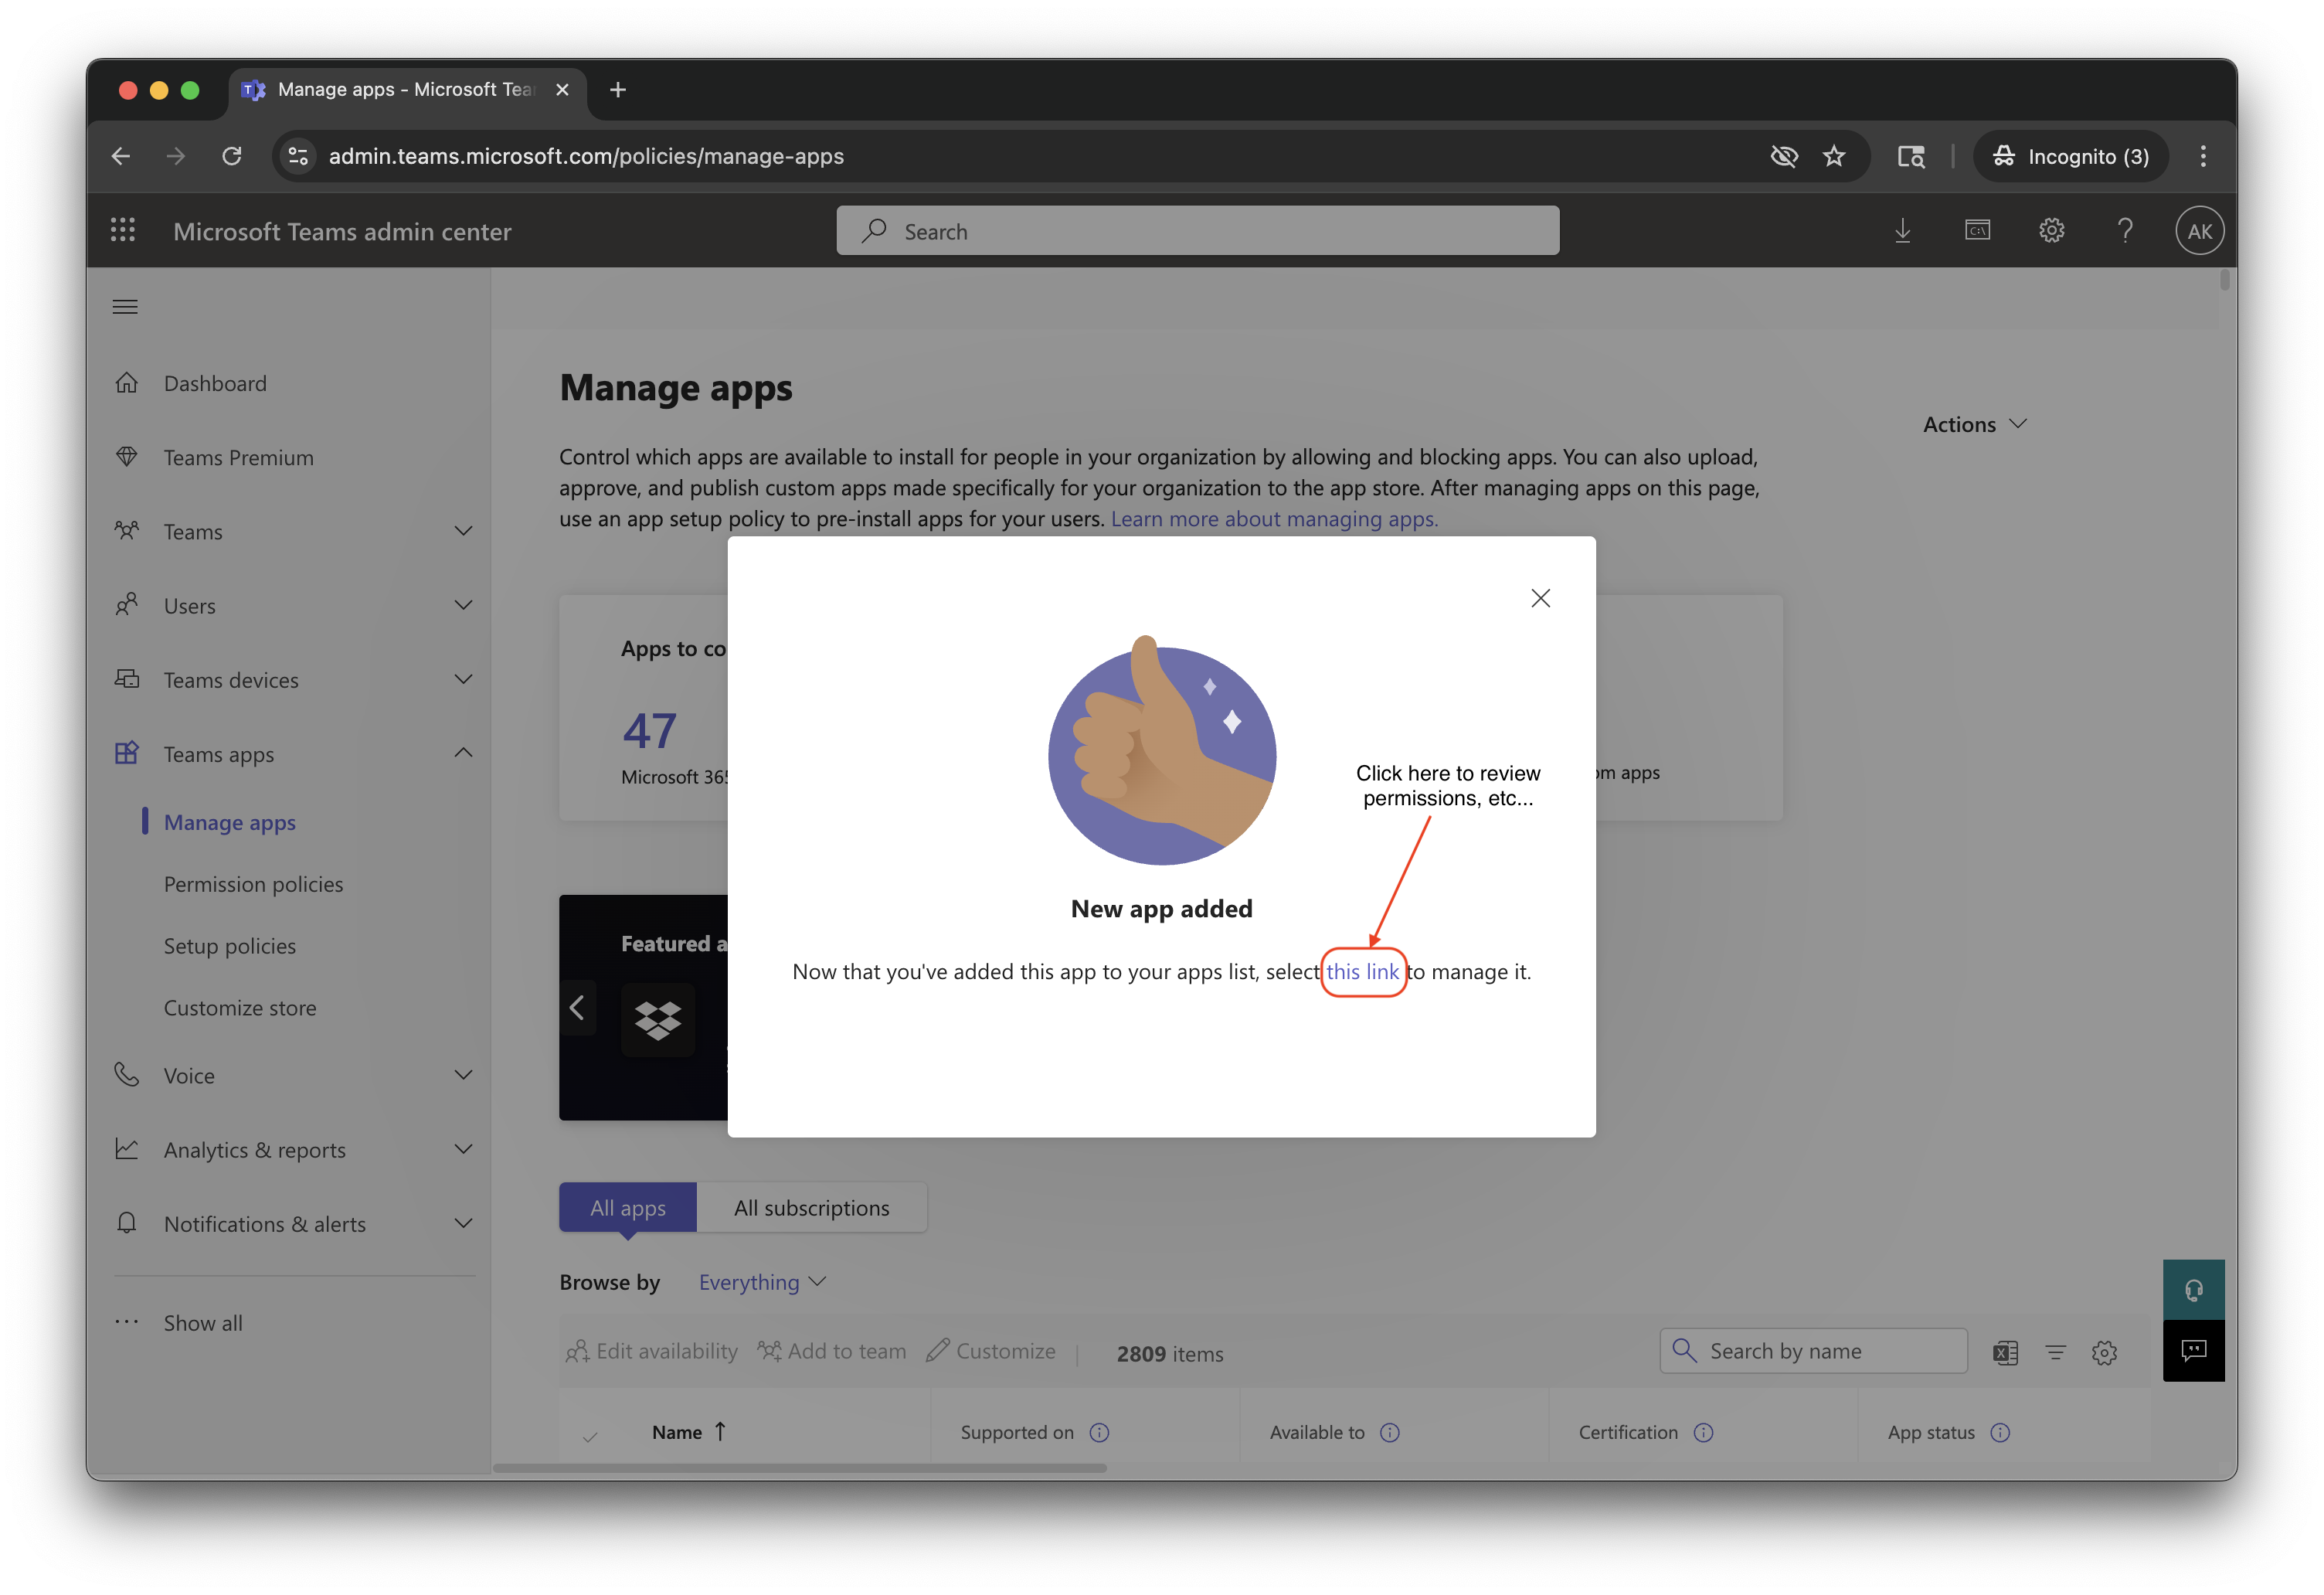 Manage apps - Microsoft Tea
admin.teams.microsoft.com/policies/manage-apps
Incognito (3)
Microsoft Teams admin center
Search
C:\
AK
Dashboard
Teams Premium
Teams
Users
Teams devices
Teams apps
Manage apps
Permission policies
Setup policies
Customize store
Voice
Analytics & reports
Notifications & alerts
Show all
Manage apps
Actions
Control which apps are available to install for people in your organization by allowing and blocking apps. You can also upload,
approve, and publish custom apps made specifically for your organization to the app store. After managing apps on this page,
use an app setup policy to pre-install apps for your users. Learn more about managing apps.
Apps to co
47
Microsoft 365
om apps
Featured a
Click here to review
permissions, etc...
New app added
Now that you've added this app to your apps list, select this link to manage it.
All apps
All subscriptions
Browse by Everything
Edit availability Add to team Customize 2809 items
Search by name
Name ↑ Supported on Available to Certification App status